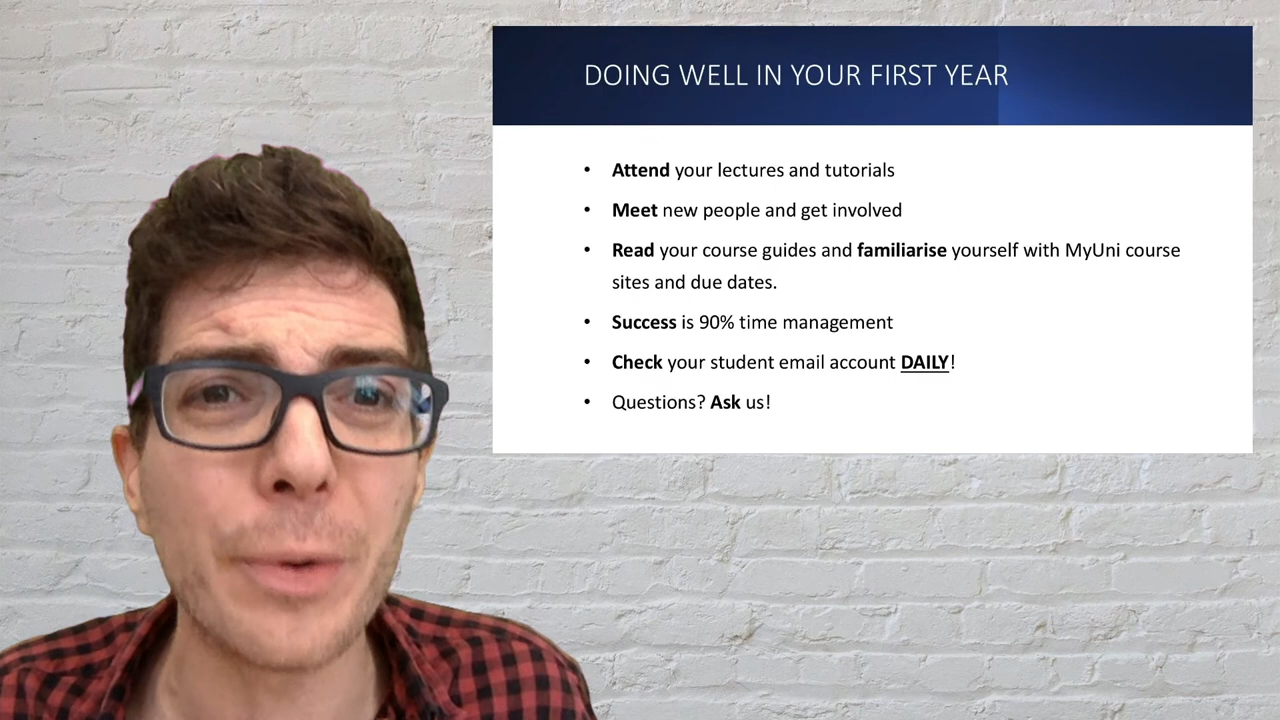 DOING WELL IN YOUR FIRST YEAR
• Attend your lectures and tutorials
• Meet new people and get involved
• Read your course guides and familiarise yourself with MyUni course
sites and due dates.
• Success is 90% time management
• Check your student email account DAILY!
• Questions? Ask us!